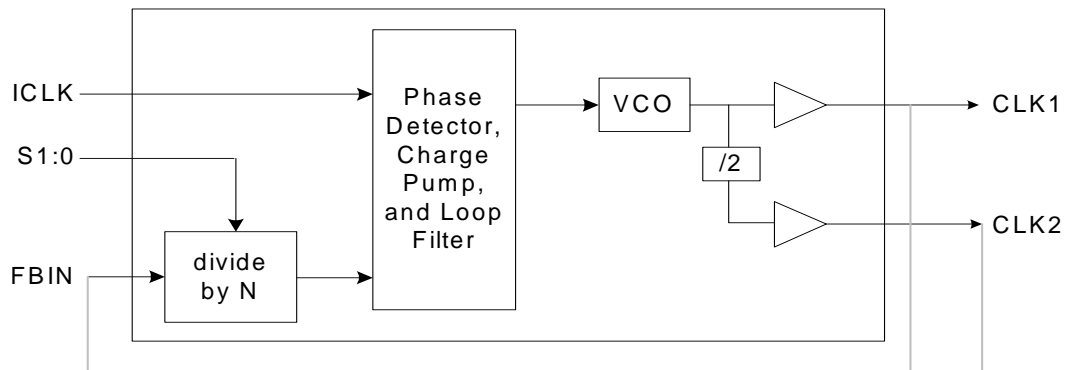 ICLK
S1:0
FBIN
divide
by N
Phase
Detector,
Charge
Pump,
and Loop
Filter
VCO
/2
CLK1
CLK2